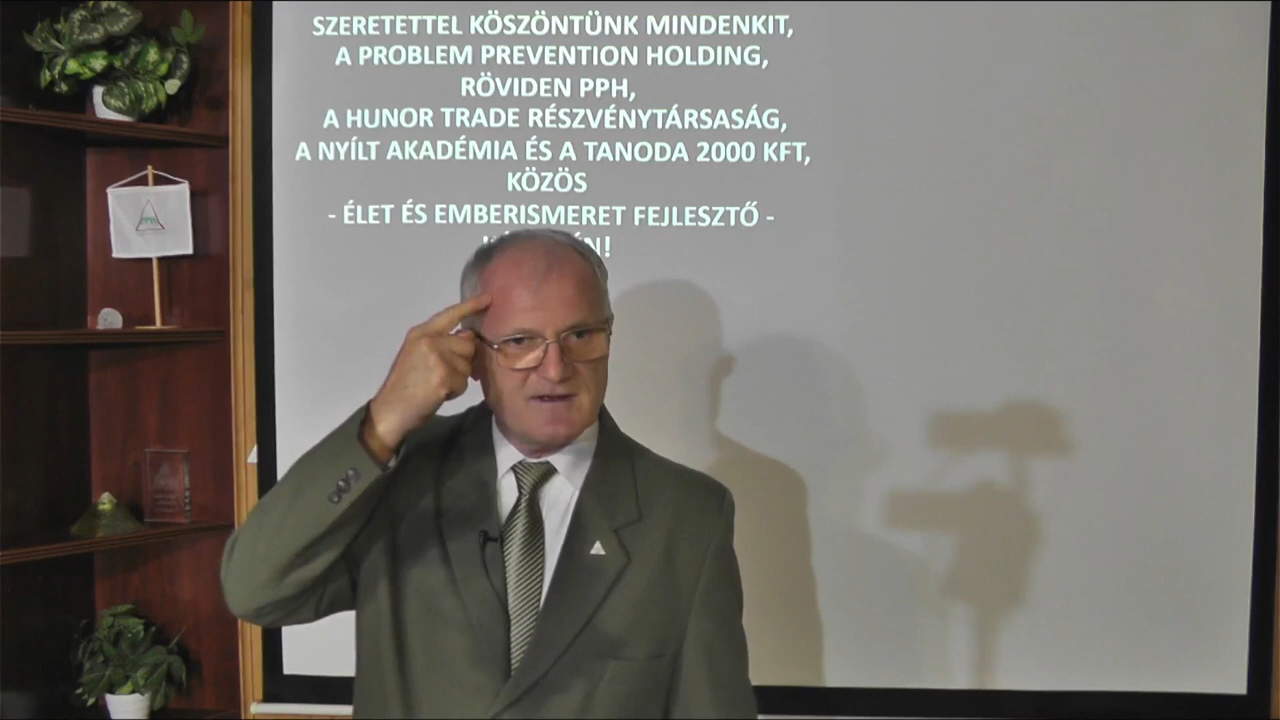 SZERETETTEL KÖSZÖNTÜNK MINDENKIT,
A PROBLEM PREVENTION HOLDING,
RÖVIDEN PPH,
A HUNOR TRADE RÉSZVÉNYTÁRSASÁG,
A NYÍLT AKADÉMIA ÉS A TANODA 2000 KFT,
KÖZÖS
- ÉLET ÉS EMBERISMERET FEJLESZTŐ -